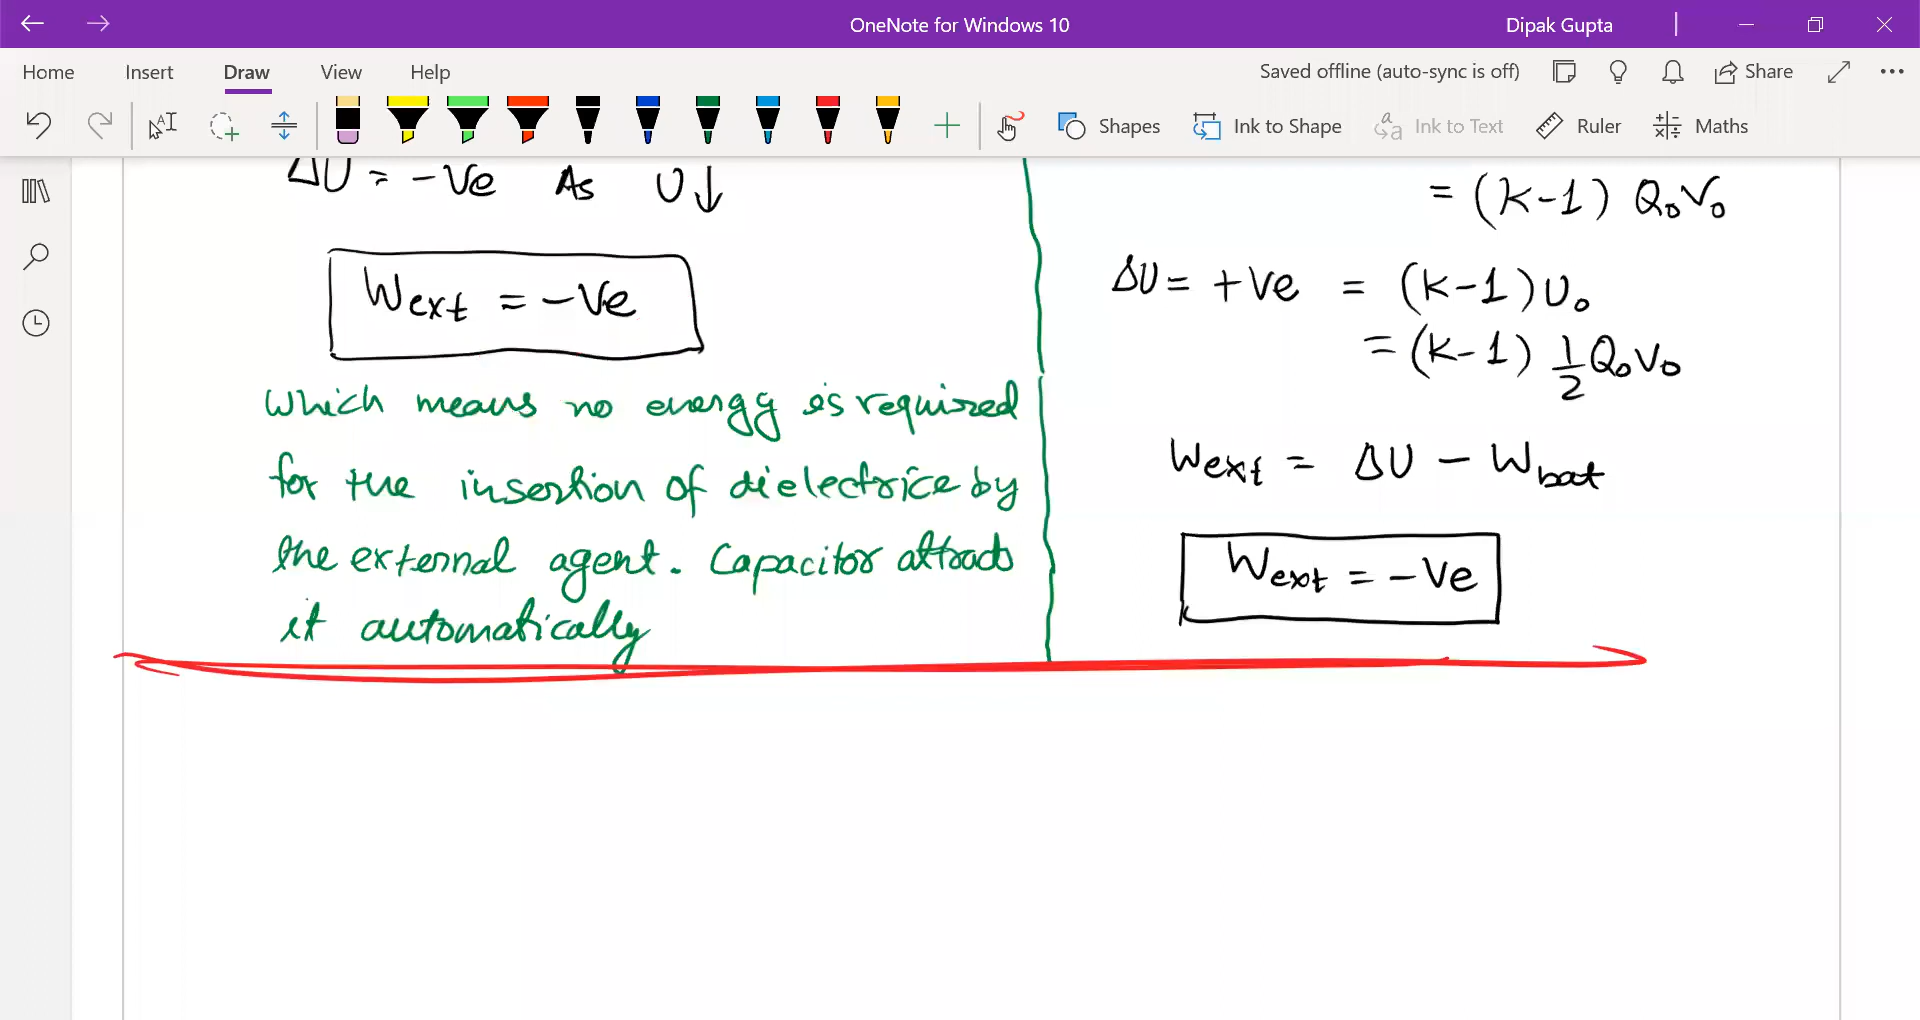 OneNote for Windows 10
Dipak Gupta
Home Insert Draw View Help
Saved offline (auto-sync is off) Share
Shapes Ink to Shape Ink to Text Ruler Maths
ΔU = -Ve As U↓
Wext = -Ve
Which means no energy is required
for the insertion of dielectrice by
the external agent. Capacitor attracts
it automatically
= (K-1) Q₀V₀
ΔU = +Ve = (K-1)U₀
= (K-1) 1/2 Q₀V₀
Wext = ΔU - Wbat
Wext = -Ve